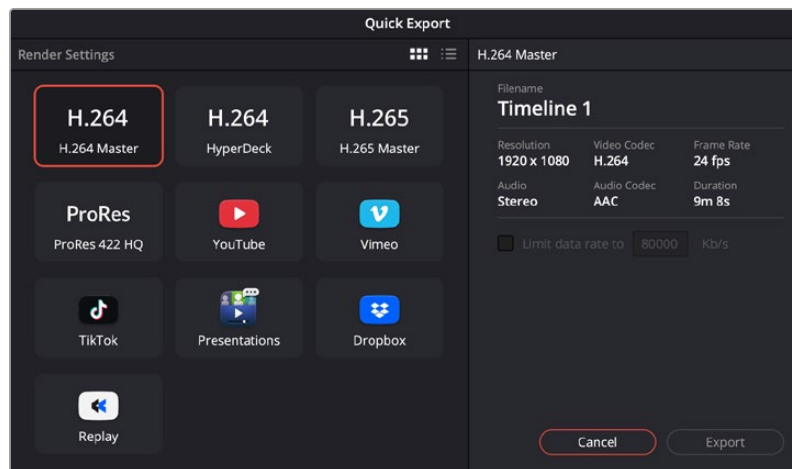 Quick Export
Render Settings
H.264
H.264 Master
H.264
HyperDeck
H.265
H.265 Master
ProRes
ProRes 422 HQ
YouTube
Vimeo
TikTok
Presentations
Dropbox
Replay
H.264 Master
Filename
Timeline 1
Resolution Video Codec Frame Rate
1920 x 1080 H.264 24 fps
Audio Audio Codec Duration
Stereo AAC 9m 8s
Limit data rate to 80000 Kb/s
Cancel Export